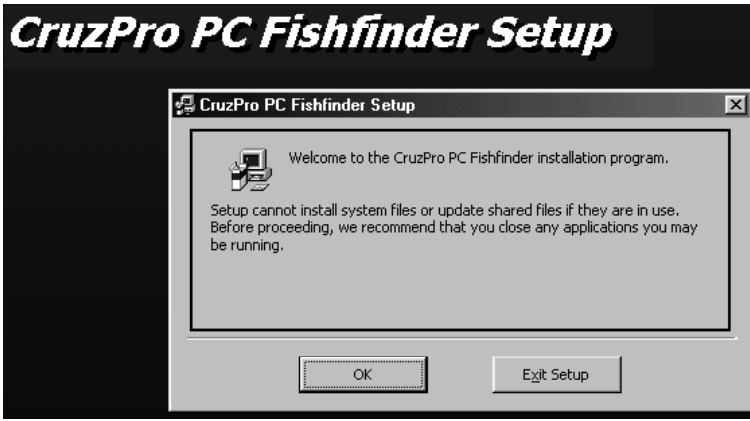 CruzPro PC Fishfinder Setup
CruzPro PC Fishfinder Setup
Welcome to the CruzPro PC Fishfinder installation program.
Setup cannot install system files or update shared files if they are in use.
Before proceeding, we recommend that you close any applications you may
be running.
OK
Exit Setup